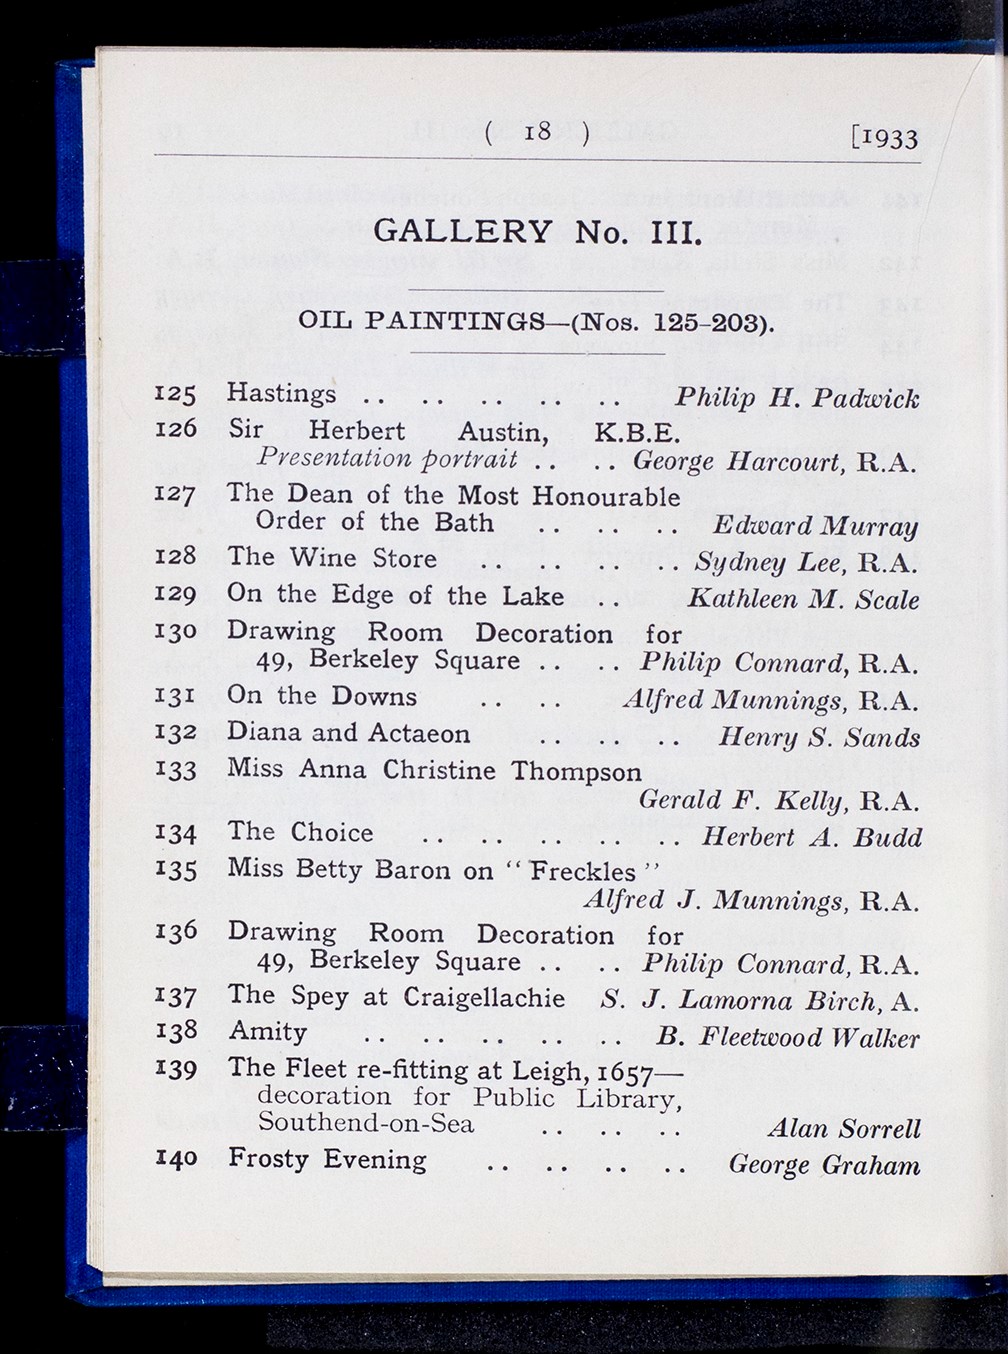 ( 18 ) [1933
GALLERY No. III.
OIL PAINTINGS—(Nos. 125-203).
125 Hastings .. .. .. .. .. Philip H. Padwick
126 Sir Herbert Austin, K.B.E.
Presentation portrait .. .. George Harcourt, R.A.
127 The Dean of the Most Honourable
Order of the Bath .. .. .. Edward Murray
128 The Wine Store .. .. .. .. Sydney Lee, R.A.
129 On the Edge of the Lake .. Kathleen M. Scale
130 Drawing Room Decoration for
49, Berkeley Square .. .. Philip Connard, R.A.
131 On the Downs .. .. Alfred Munnings, R.A.
132 Diana and Actaeon .. .. .. Henry S. Sands
133 Miss Anna Christine Thompson
Gerald F. Kelly, R.A.
134 The Choice .. .. .. .. .. Herbert A. Budd
135 Miss Betty Baron on "Freckles"
Alfred J. Munnings, R.A.
136 Drawing Room Decoration for
49, Berkeley Square .. .. Philip Connard, R.A.
137 The Spey at Craigellachie S. J. Lamorna Birch, A.
138 Amity .. .. .. .. .. B. Fleetwood Walker
139 The Fleet re-fitting at Leigh, 1657—
decoration for Public Library,
Southend-on-Sea .. .. .. Alan Sorrell
140 Frosty Evening .. .. .. .. George Graham